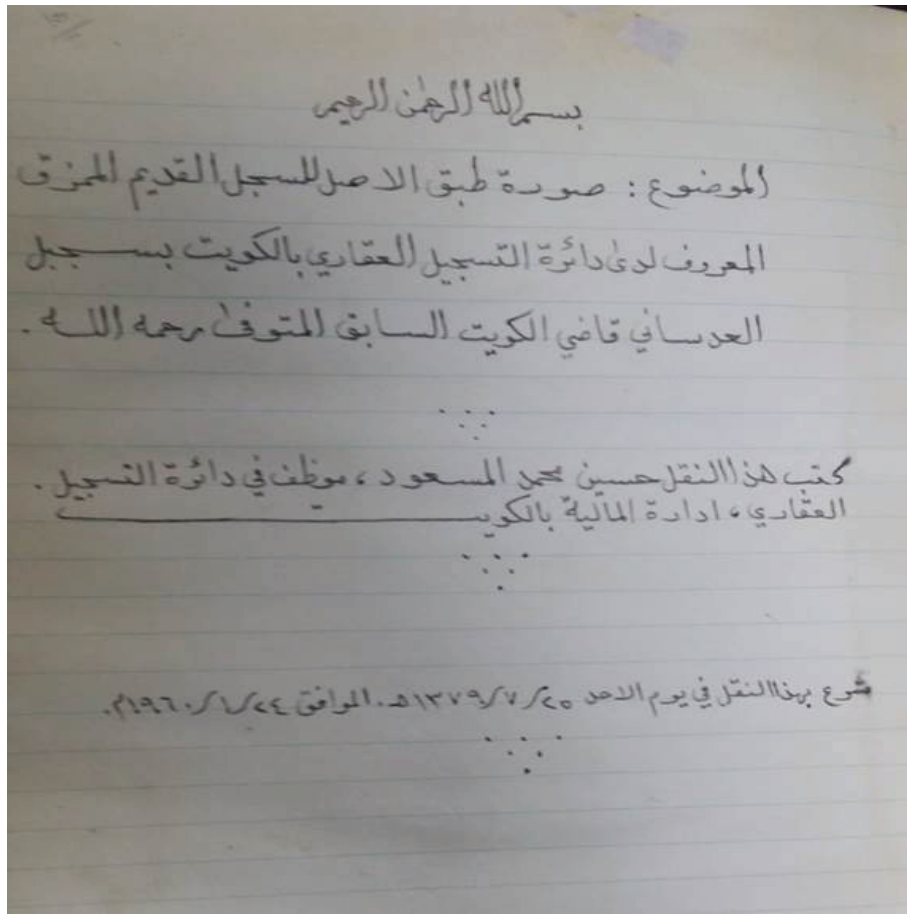 بسم الله الرحمن الرحيم
الموضوع : صورة طبق الاصل للسجل القديم الممزق
المعروف لدى دائرة التسجيل العقاري بالكويت بسجل
العدساني قاضي الكويت السابق المتوفى رحمه الله .
كتب هذا النقل حسين محمد المسعود ، موظف في دائرة التسجيل .
العقاري ، ادارة المالية بالكويت
شرع بهذا النقل في يوم الاحد ٢٥/٧/١٣٧٩هـ . الموافق ٢٤/١/١٩٦٠م.